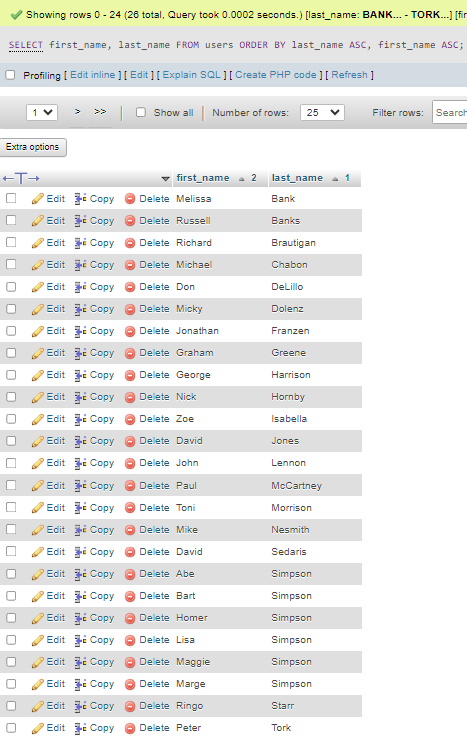 Showing rows 0 - 24 (26 total, Query took 0.0002 seconds.) [last_name: BANK... - TORK...]
SELECT first_name, last_name FROM users ORDER BY last_name ASC, first_name ASC;
Profiling [ Edit inline ] [ Edit ] [ Explain SQL ] [ Create PHP code ] [ Refresh ]
1 > >> Show all Number of rows: 25 Filter rows: Search
Extra options
←T→ first_name 2 last_name 1
Edit Copy Delete Melissa Bank
Edit Copy Delete Russell Banks
Edit Copy Delete Richard Brautigan
Edit Copy Delete Michael Chabon
Edit Copy Delete Don DeLillo
Edit Copy Delete Micky Dolenz
Edit Copy Delete Jonathan Franzen
Edit Copy Delete Graham Greene
Edit Copy Delete George Harrison
Edit Copy Delete Nick Hornby
Edit Copy Delete Zoe Isabella
Edit Copy Delete David Jones
Edit Copy Delete John Lennon
Edit Copy Delete Paul McCartney
Edit Copy Delete Toni Morrison
Edit Copy Delete Mike Nesmith
Edit Copy Delete David Sedaris
Edit Copy Delete Abe Simpson
Edit Copy Delete Bart Simpson
Edit Copy Delete Homer Simpson
Edit Copy Delete Lisa Simpson
Edit Copy Delete Maggie Simpson
Edit Copy Delete Marge Simpson
Edit Copy Delete Ringo Starr
Edit Copy Delete Peter Tork